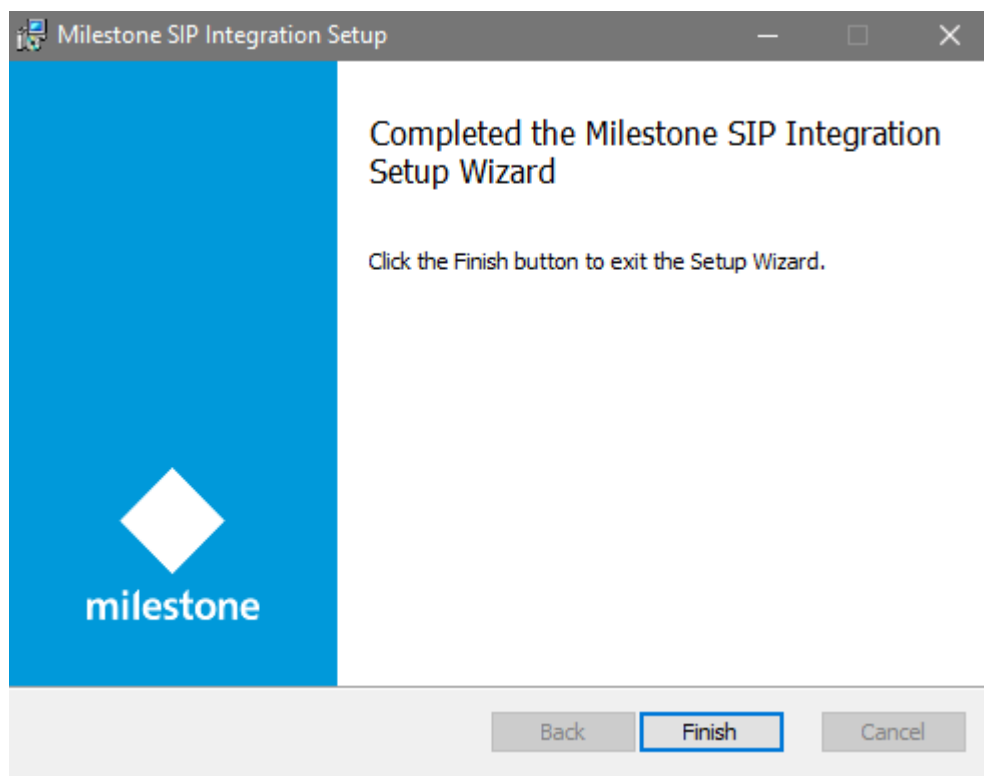 Milestone SIP Integration Setup
Completed the Milestone SIP Integration
Setup Wizard
Click the Finish button to exit the Setup Wizard.
milestone
Back Finish Cancel